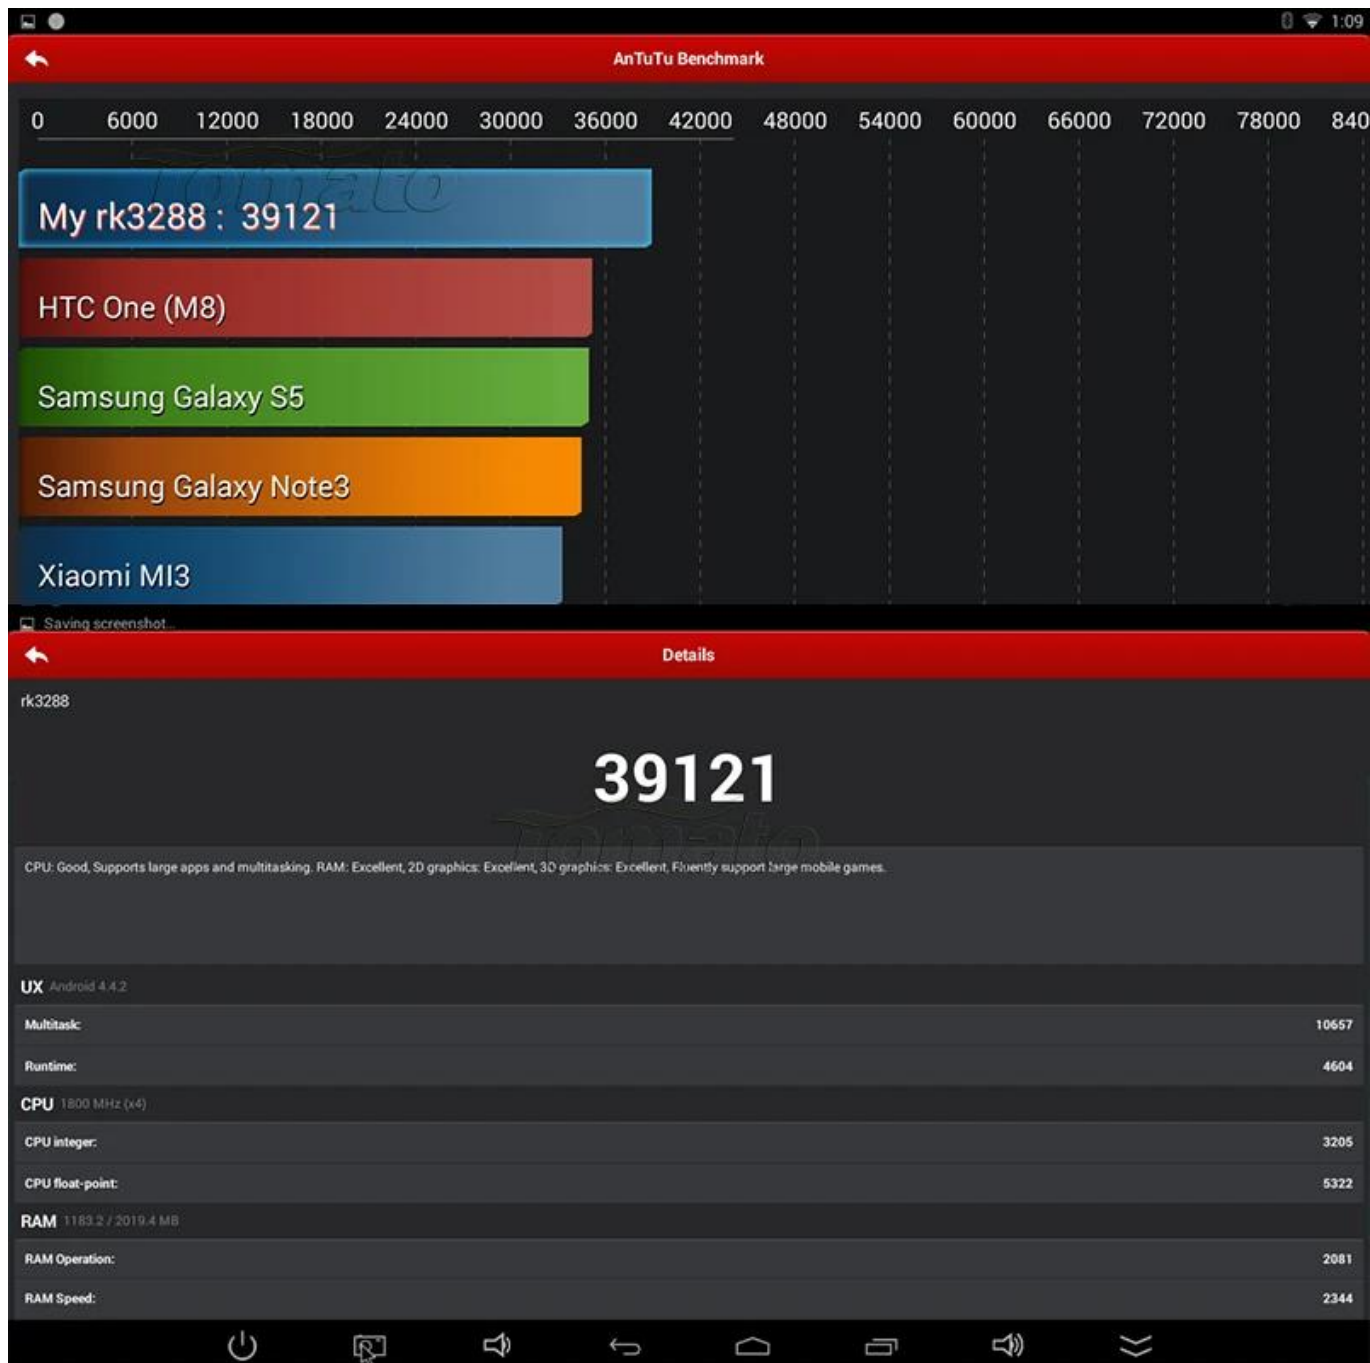 1:09
AnTuTu Benchmark
0 6000 12000 18000 24000 30000 36000 42000 48000 54000 60000 66000 72000 78000 840
Tomato
My rk3288 : 39121
HTC One (M8)
Samsung Galaxy S5
Samsung Galaxy Note3
Xiaomi MI3
Saving screenshot...
Details
rk3288
39121
Tomato
CPU: Good, Supports large apps and multitasking. RAM: Excellent, 2D graphics: Excellent, 3D graphics: Excellent, Fluently support large mobile games.
UX Android 4.4.2
Multitask: 10657
Runtime: 4604
CPU 1800 MHz (x4)
CPU integer: 3205
CPU float-point: 5322
RAM 1183.2 / 2019.4 MB
RAM Operation: 2081
RAM Speed: 2344